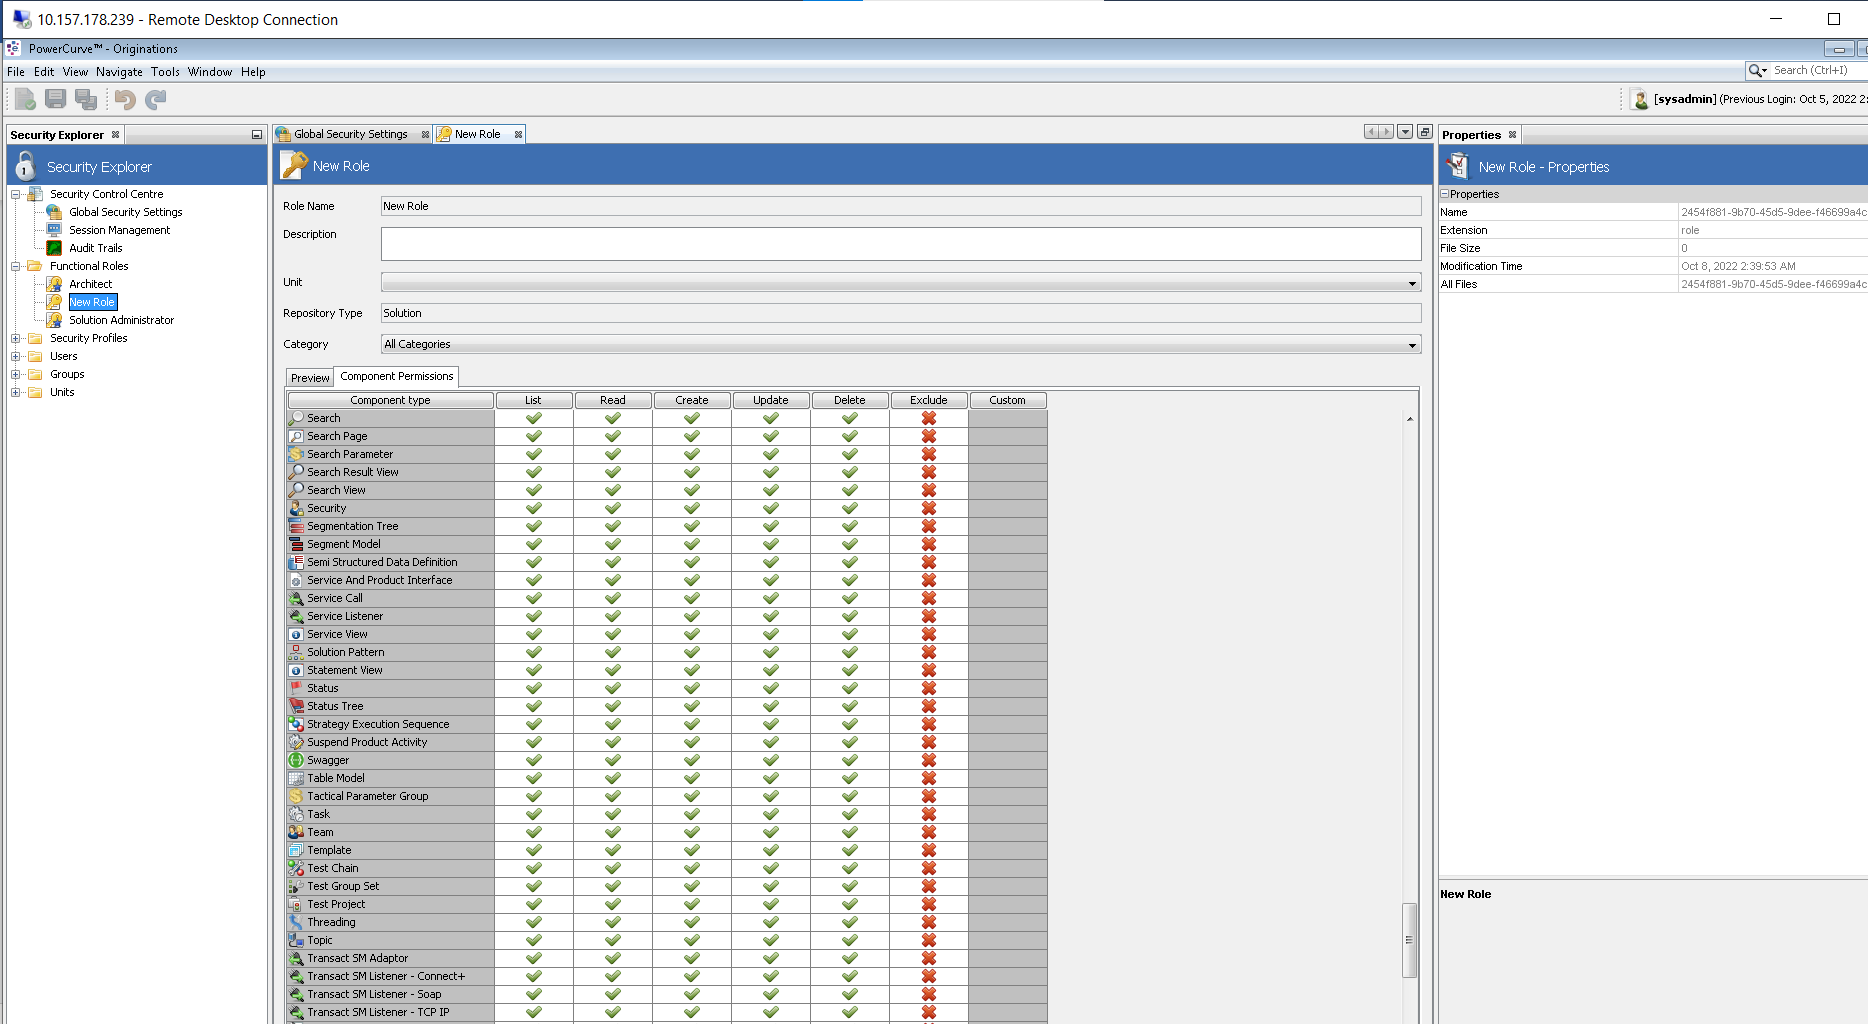 10.157.178.239 - Remote Desktop Connection
PowerCurve™ - Originations
File Edit View Navigate Tools Window Help
Search (Ctrl+I)
[sysadmin] (Previous Login: Oct 5, 2022 2:
Security Explorer
Security Explorer
Security Control Centre
Global Security Settings
Session Management
Audit Trails
Functional Roles
Architect
New Role
Solution Administrator
Security Profiles
Users
Groups
Units
Global Security Settings New Role
New Role
Role Name New Role
Description
Unit
Repository Type Solution
Category All Categories
Preview Component Permissions
Component type List Read Create Update Delete Exclude Custom
Search
Search Page
Search Parameter
Search Result View
Search View
Security
Segmentation Tree
Segment Model
Semi Structured Data Definition
Service And Product Interface
Service Call
Service Listener
Service View
Solution Pattern
Statement View
Status
Status Tree
Strategy Execution Sequence
Suspend Product Activity
Swagger
Table Model
Tactical Parameter Group
Task
Team
Template
Test Chain
Test Group Set
Test Project
Threading
Topic
Transact SM Adaptor
Transact SM Listener - Connect+
Transact SM Listener - Soap
Transact SM Listener - TCP IP
Properties
New Role - Properties
Properties
Name 2454f881-9b70-45d5-9dee-f46699a4c
Extension role
File Size 0
Modification Time Oct 8, 2022 2:39:53 AM
All Files 2454f881-9b70-45d5-9dee-f46699a4c
New Role